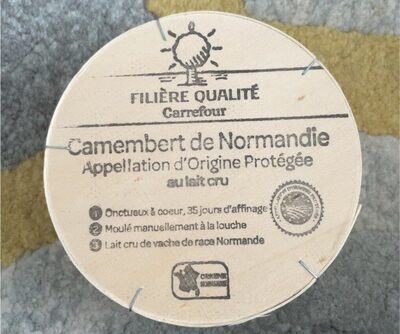 FILIÈRE QUALITÉ
Carrefour
Camembert de Normandie
Appellation d'Origine Protégée
au lait cru
1 Onctueux à coeur, 35 jours d'affinage
2 Moulé manuellement à la louche
3 Lait cru de vache de race Normande
ORIGINE